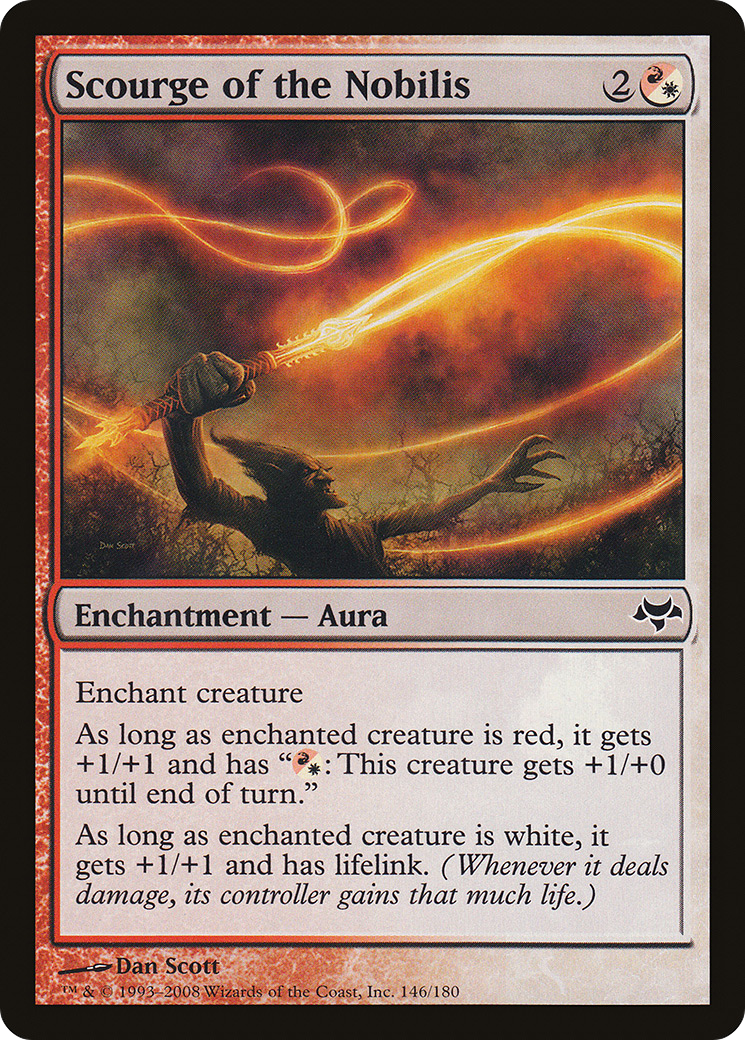 Scourge of the Nobilis 2
DAN SCOTT
Enchantment — Aura
Enchant creature
As long as enchanted creature is red, it gets
+1/+1 and has “: This creature gets +1/+0
until end of turn.”
As long as enchanted creature is white, it
gets +1/+1 and has lifelink. (Whenever it deals
damage, its controller gains that much life.)
Dan Scott
™ & © 1993–2008 Wizards of the Coast, Inc. 146/180